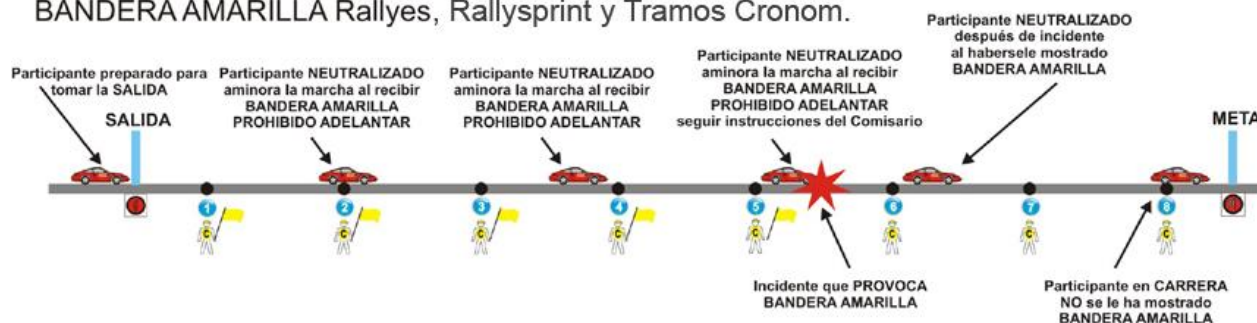 BANDERA AMARILLA Rallyes, Rallysprint y Tramos Cronom.
Participante preparado para
tomar la SALIDA
SALIDA
Participante NEUTRALIZADO
aminora la marcha al recibir
BANDERA AMARILLA
PROHIBIDO ADELANTAR
Participante NEUTRALIZADO
aminora la marcha al recibir
BANDERA AMARILLA
PROHIBIDO ADELANTAR
Participante NEUTRALIZADO
aminora la marcha al recibir
BANDERA AMARILLA
PROHIBIDO ADELANTAR
seguir instrucciones del Comisario
Participante NEUTRALIZADO
después de incidente
al habersele mostrado
BANDERA AMARILLA
META
1 2 3 4 5 6 7 8
C C C C C C C C
Incidente que PROVOCA
BANDERA AMARILLA
Participante en CARRERA
NO se le ha mostrado
BANDERA AMARILLA